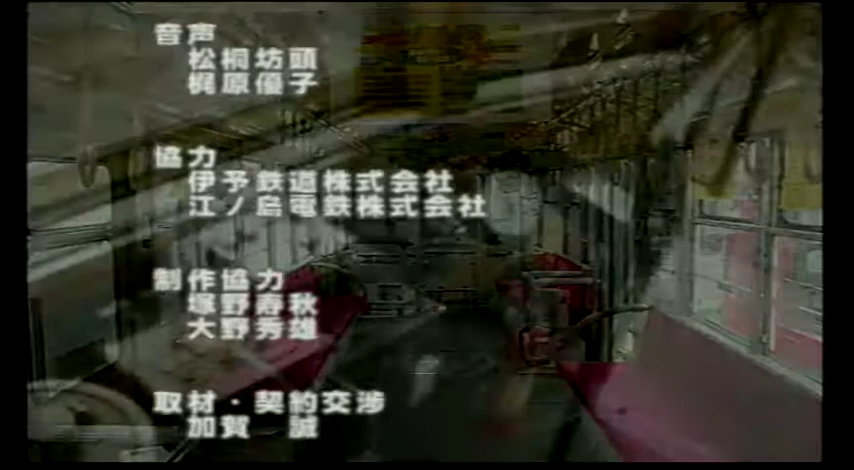 音声
松桐坊頭
梶原優子
協力
伊予鉄道株式会社
江ノ島電鉄株式会社
制作協力
塚野寿秋
大野秀雄
取材・契約交渉
加賀　誠